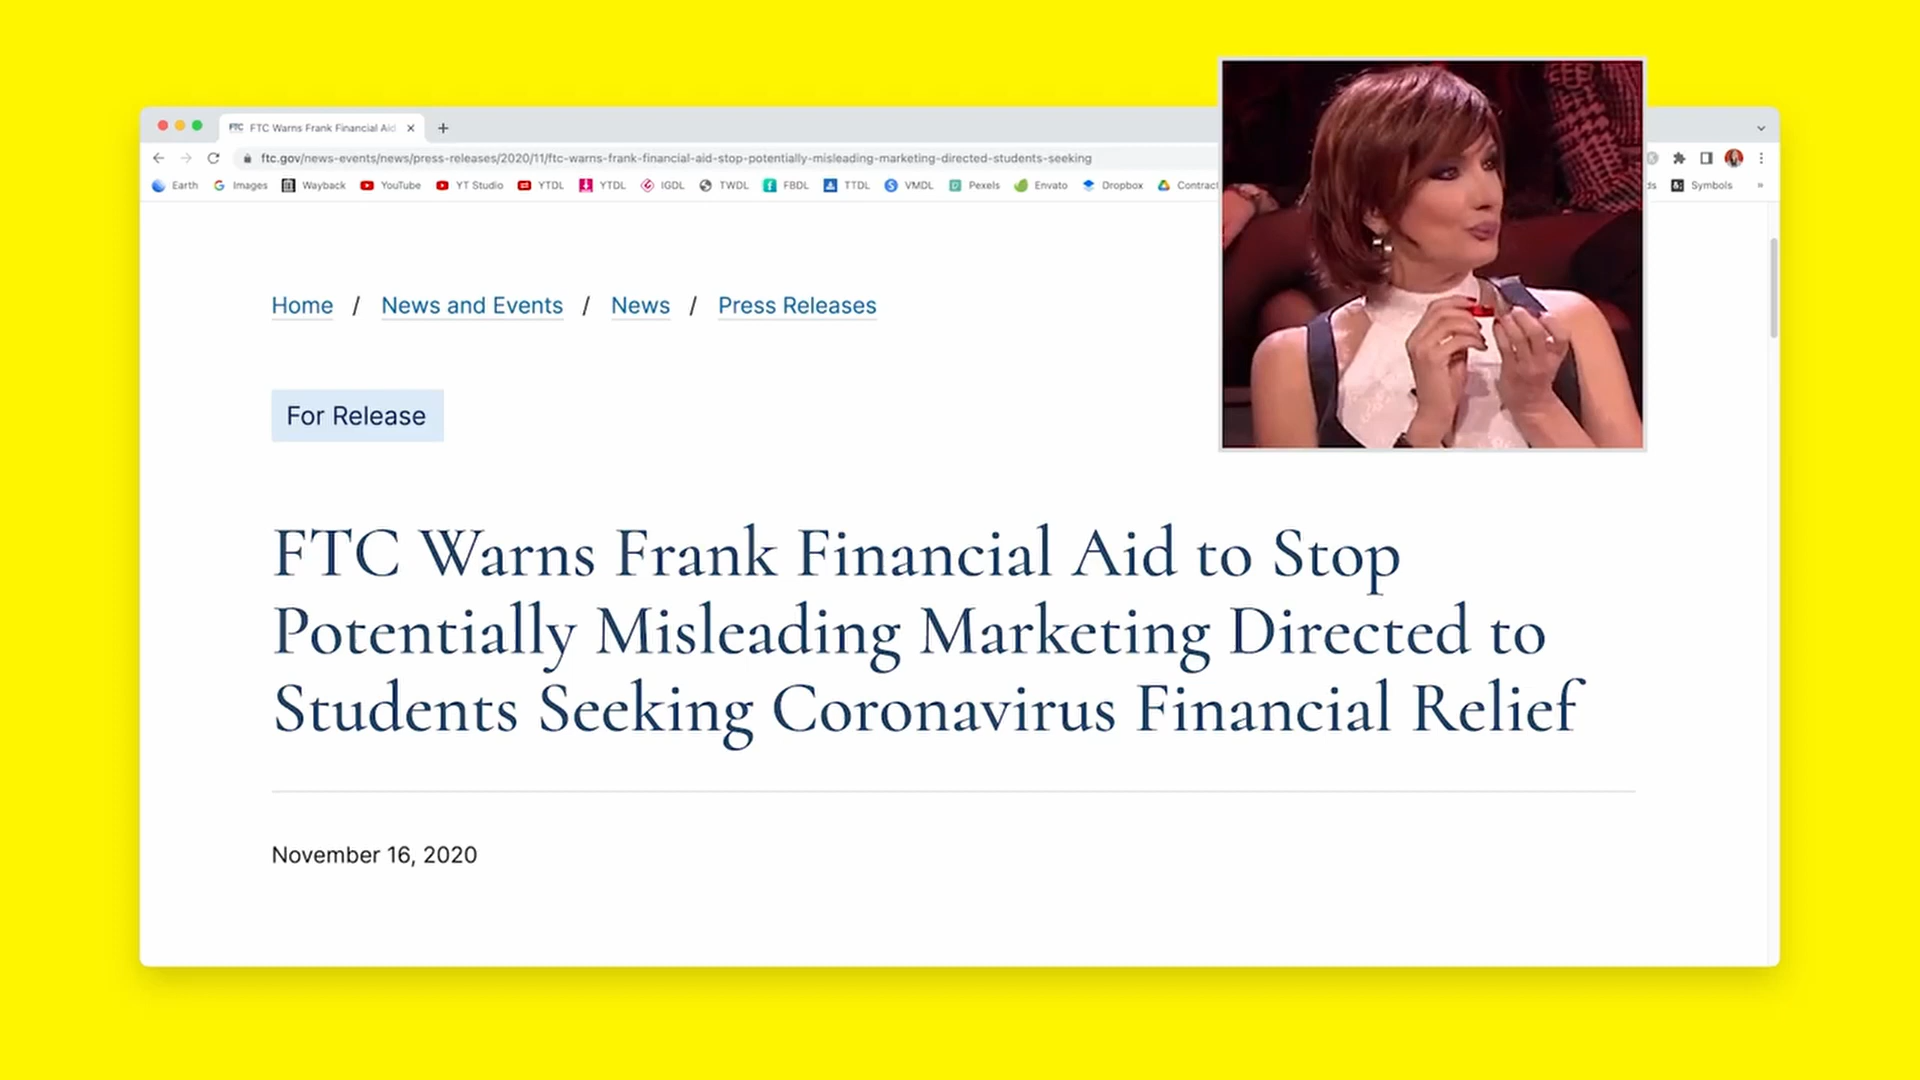 FTC Warns Frank Financial Aid
ftc.gov/news-events/news/press-releases/2020/11/ftc-warns-frank-financial-aid-stop-potentially-misleading-marketing-directed-students-seeking
Earth Images Wayback YouTube YT Studio YTDL YTDL IGDL TWDL FBDL TTDL VMDL Pexels Envato Dropbox Contract ds Symbols »
Home / News and Events / News / Press Releases
For Release
FTC Warns Frank Financial Aid to Stop
Potentially Misleading Marketing Directed to
Students Seeking Coronavirus Financial Relief
November 16, 2020